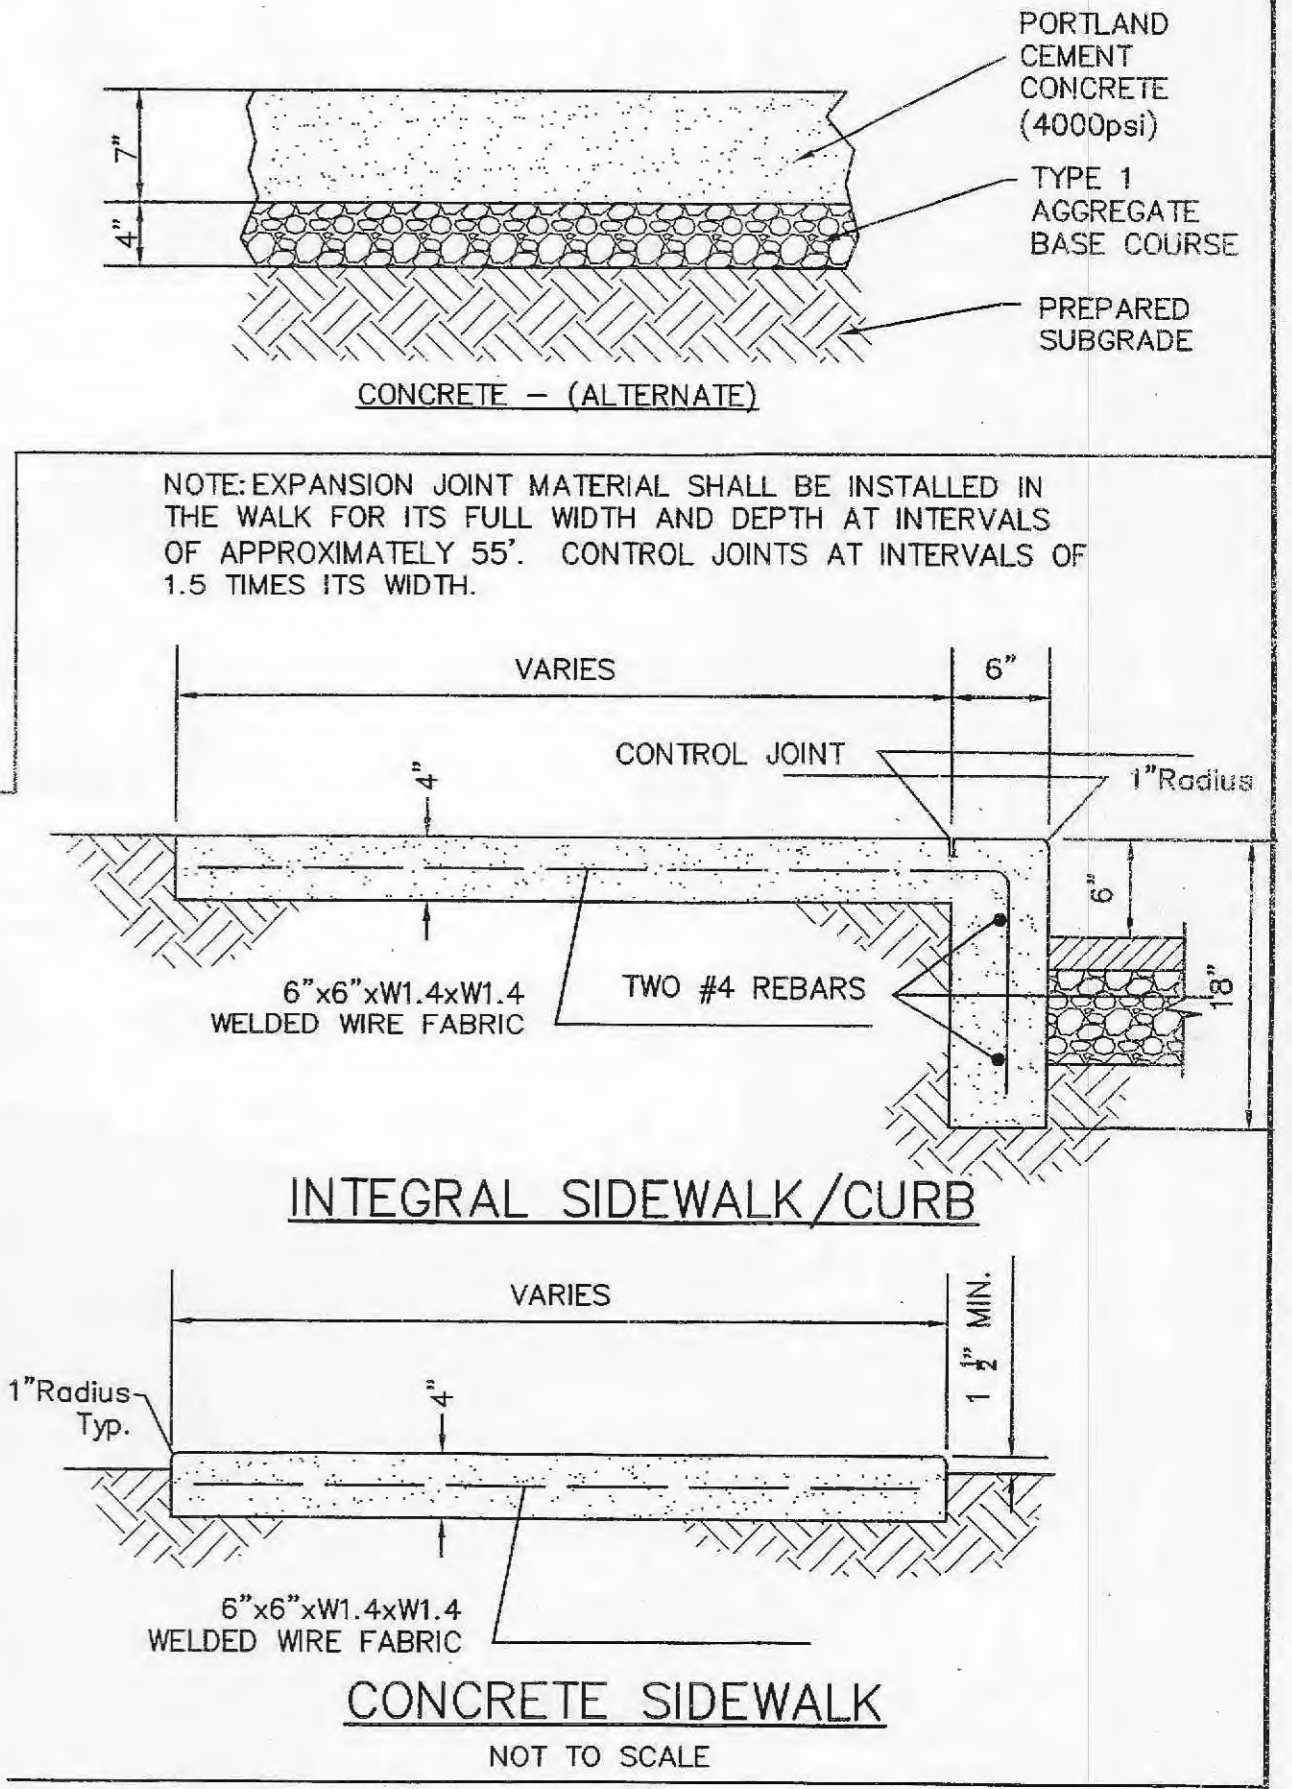 PORTLAND
CEMENT
CONCRETE
(4000psi)
7"
4"
TYPE 1
AGGREGATE
BASE COURSE
PREPARED
SUBGRADE
CONCRETE – (ALTERNATE)
NOTE: EXPANSION JOINT MATERIAL SHALL BE INSTALLED IN
THE WALK FOR ITS FULL WIDTH AND DEPTH AT INTERVALS
OF APPROXIMATELY 55'. CONTROL JOINTS AT INTERVALS OF
1.5 TIMES ITS WIDTH.
VARIES
6"
CONTROL JOINT
1"Radius
4"
6"
18"
6"x6"xW1.4xW1.4
WELDED WIRE FABRIC
TWO #4 REBARS
INTEGRAL SIDEWALK/CURB
VARIES
1 1/2" MIN.
1"Radius
Typ.
4"
6"x6"xW1.4xW1.4
WELDED WIRE FABRIC
CONCRETE SIDEWALK
NOT TO SCALE